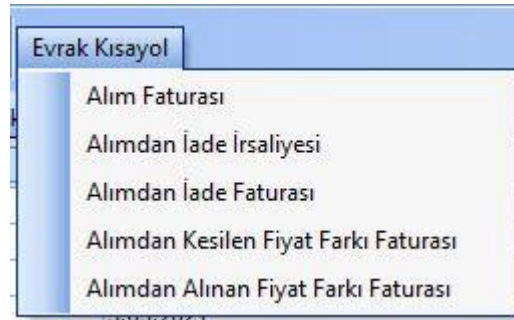 Evrak Kısayol
Alım Faturası
Alımdan İade İrsaliyesi
Alımdan İade Faturası
Alımdan Kesilen Fiyat Farkı Faturası
Alımdan Alınan Fiyat Farkı Faturası